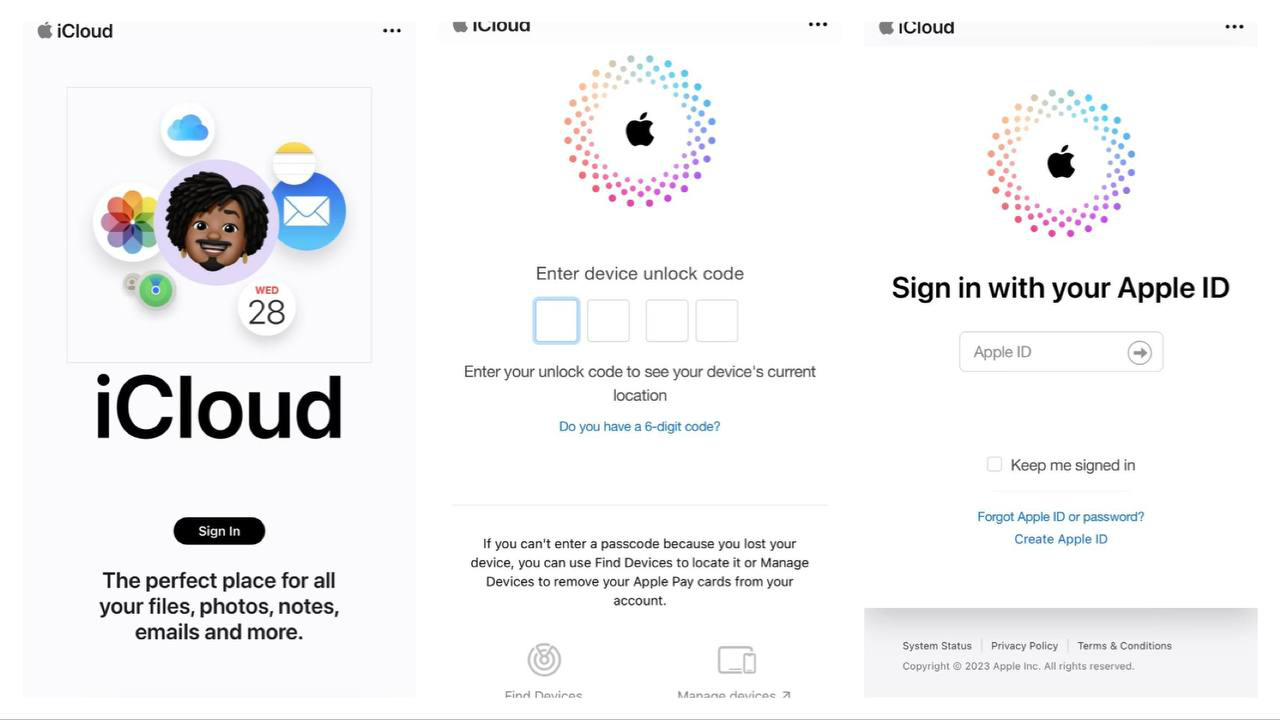 iCloud
WED
28
iCloud
Sign In
The perfect place for all
your files, photos, notes,
emails and more.
iCloud
Enter device unlock code
Enter your unlock code to see your device's current
location
Do you have a 6-digit code?
If you can't enter a passcode because you lost your
device, you can use Find Devices to locate it or Manage
Devices to remove your Apple Pay cards from your
account.
Find Devices
Manage devices ↗
iCloud
Sign in with your Apple ID
Apple ID
Keep me signed in
Forgot Apple ID or password?
Create Apple ID
System Status | Privacy Policy | Terms & Conditions
Copyright © 2023 Apple Inc. All rights reserved.